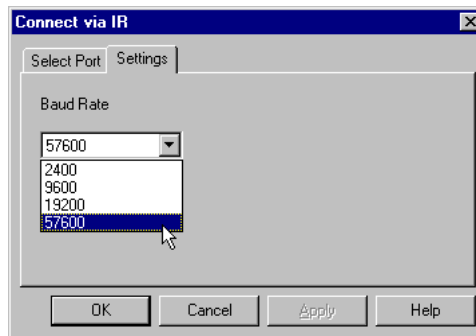 Connect via IR
Select Port Settings
Baud Rate
57600
2400
9600
19200
57600
OK Cancel Apply Help